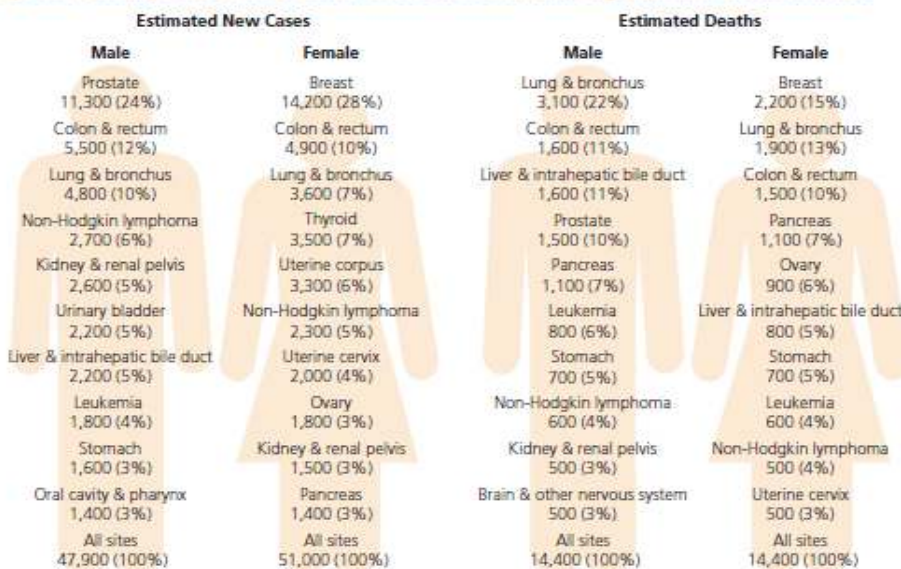 Estimated New Cases
Male
Prostate
11,300 (24%)
Colon & rectum
5,500 (12%)
Lung & bronchus
4,800 (10%)
Non-Hodgkin lymphoma
2,700 (6%)
Kidney & renal pelvis
2,600 (5%)
Urinary bladder
2,200 (5%)
Liver & intrahepatic bile duct
2,200 (5%)
Leukemia
1,800 (4%)
Stomach
1,600 (3%)
Oral cavity & pharynx
1,400 (3%)
All sites
47,900 (100%)
Female
Breast
14,200 (28%)
Colon & rectum
4,900 (10%)
Lung & bronchus
3,600 (7%)
Thyroid
3,500 (7%)
Uterine corpus
3,300 (6%)
Non-Hodgkin lymphoma
2,300 (5%)
Uterine cervix
2,000 (4%)
Ovary
1,800 (3%)
Kidney & renal pelvis
1,500 (3%)
Pancreas
1,400 (3%)
All sites
51,000 (100%)
Estimated Deaths
Male
Lung & bronchus
3,100 (22%)
Colon & rectum
1,600 (11%)
Liver & intrahepatic bile duct
1,600 (11%)
Prostate
1,500 (10%)
Pancreas
1,100 (7%)
Leukemia
800 (6%)
Stomach
700 (5%)
Non-Hodgkin lymphoma
600 (4%)
Kidney & renal pelvis
500 (3%)
Brain & other nervous system
500 (3%)
All sites
14,400 (100%)
Female
Breast
2,200 (15%)
Lung & bronchus
1,900 (13%)
Colon & rectum
1,500 (10%)
Pancreas
1,100 (7%)
Ovary
900 (6%)
Liver & intrahepatic bile duct
800 (5%)
Stomach
700 (5%)
Leukemia
600 (4%)
Non-Hodgkin lymphoma
500 (4%)
Uterine cervix
500 (3%)
All sites
14,400 (100%)